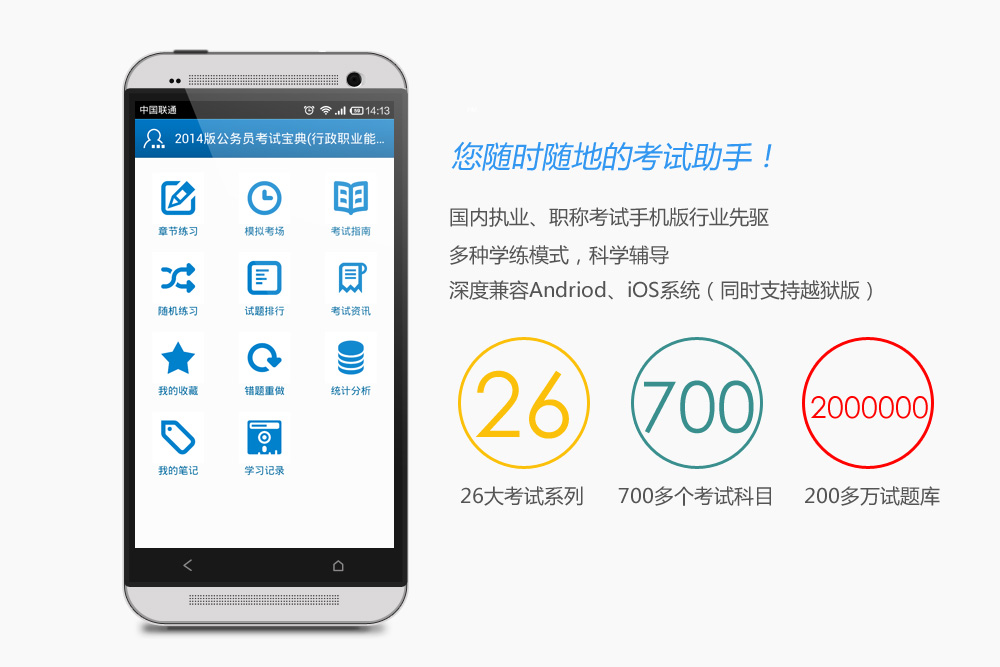 中国联通
14:13
2014版公务员考试宝典(行政职业能...
章节练习
模拟考场
考试指南
随机练习
试题排行
考试资讯
我的收藏
错题重做
统计分析
我的笔记
学习记录
您随时随地的考试助手！
国内执业、职称考试手机版行业先驱
多种学练模式，科学辅导
深度兼容Andriod、iOS系统（同时支持越狱版）
26
700
2000000
26大考试系列
700多个考试科目
200多万试题库